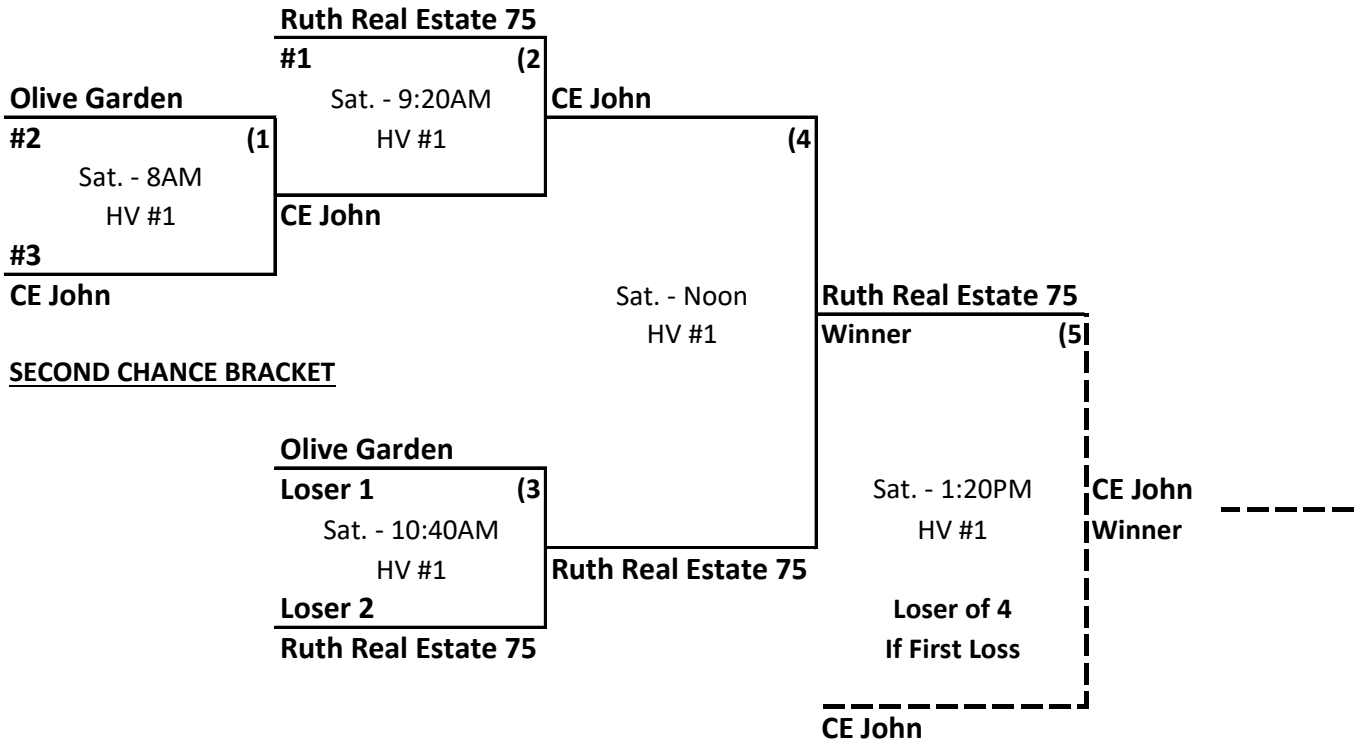 Ruth Real Estate 75
#1 (2
Olive Garden
Sat. - 9:20AM
CE John
#2 (1
HV #1
(4
Sat. - 8AM
HV #1
CE John
#3
CE John
Sat. - Noon
Ruth Real Estate 75
HV #1
Winner (5
SECOND CHANCE BRACKET
Olive Garden
Loser 1 (3
Sat. - 1:20PM
CE John
Sat. - 10:40AM
HV #1
Winner
HV #1
Ruth Real Estate 75
Loser 2
Loser of 4
Ruth Real Estate 75
If First Loss
CE John